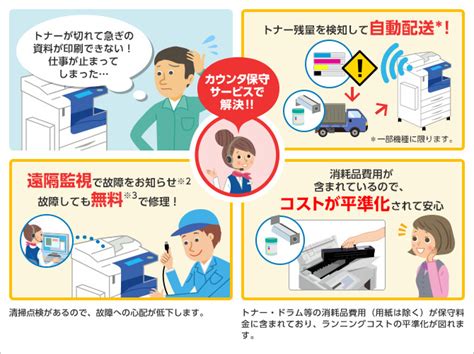 トナーが切れて急ぎの
資料が印刷できない!
仕事が止まって
しまった…
カウンタ保守
サービスで
解決!!
トナー残量を検知して自動配送*!
*一部機種に限ります。
遠隔監視で故障をお知らせ※2
故障しても無料※3で修理!
消耗品費用が
含まれているので、
コストが平準化されて安心
清掃点検があるので、故障への心配が低下します。
トナー・ドラム等の消耗品費用(用紙は除く)が保守料
金に含まれており、ランニングコストの平準化が図れま
す。